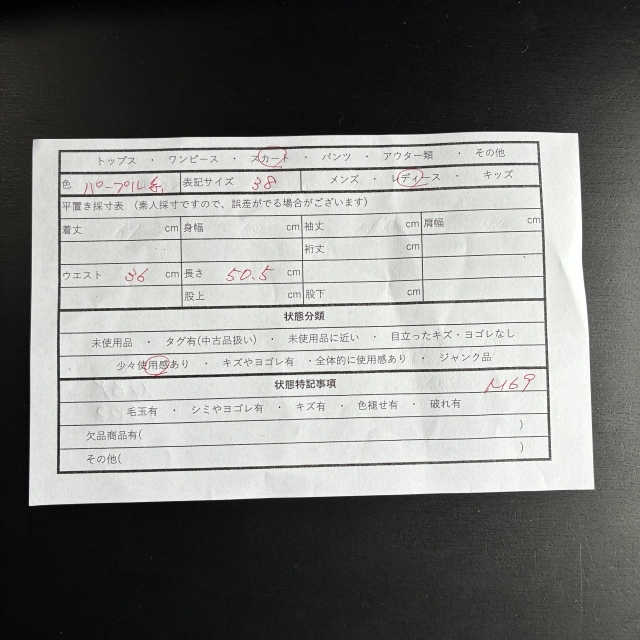 トップス ・ ワンピース ・ スカート ・ パンツ ・ アウター類 ・ その他
色 パープル系 表記サイズ 38 メンズ ・ レディース ・ キッズ
平置き採寸表 (素人採寸ですので、誤差がでる場合がございます)
着丈 cm 身幅 cm 袖丈 cm 肩幅 cm
裄丈 cm
ウエスト 36 cm 長さ 50.5 cm
股上 cm 股下 cm
状態分類
未使用品 ・ タグ有(中古品扱い) ・ 未使用品に近い ・ 目立ったキズ・ヨゴレなし
少々使用感あり ・ キズやヨゴレ有 ・全体的に使用感あり ・ ジャンク品
状態特記事項 M69
毛玉有 ・ シミやヨゴレ有 ・ キズ有 ・ 色褪せ有 ・ 破れ有
欠品商品有( )
その他( )